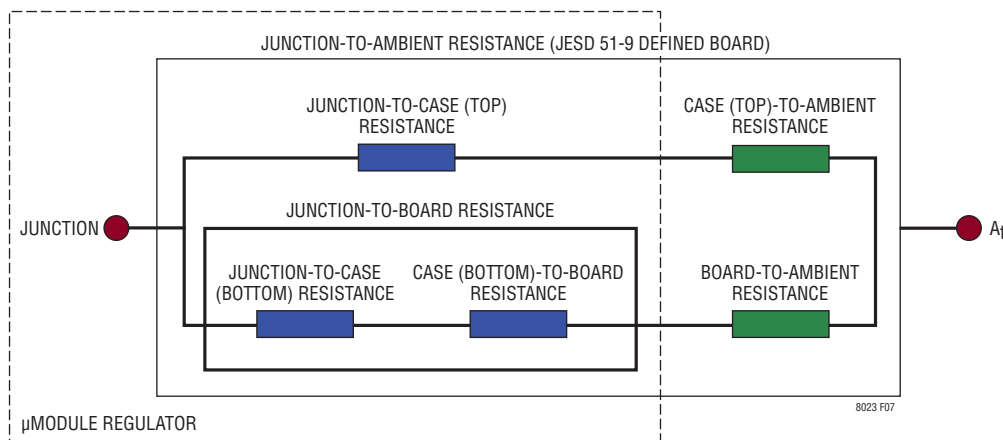 JUNCTION-TO-AMBIENT RESISTANCE (JESD 51-9 DEFINED BOARD)
JUNCTION-TO-CASE (TOP)
RESISTANCE
CASE (TOP)-TO-AMBIENT
RESISTANCE
JUNCTION
JUNCTION-TO-BOARD RESISTANCE
At
JUNCTION-TO-CASE
(BOTTOM) RESISTANCE
CASE (BOTTOM)-TO-BOARD
RESISTANCE
BOARD-TO-AMBIENT
RESISTANCE
8023 F07
µMODULE REGULATOR